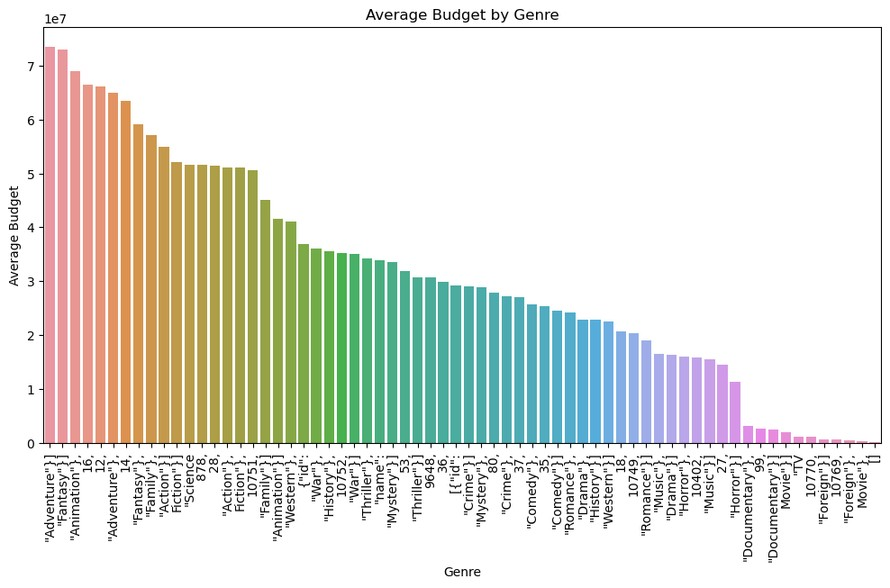 Average Budget by Genre
1e7
7
6
5
4
3
2
1
0
Average Budget
"Adventure"}]
"Fantasy"}]
"Animation"},
16,
12,
"Adventure"},
14,
"Fantasy"},
"Family"},
"Action"}]
Fiction"}]
"Science
878,
28,
"Action"},
Fiction"},
10751,
"Family"}]
"Animation"}]
"Western"},
{"id":
"War"},
"History"},
10752,
"War"}]
"Thriller"},
"name":
"Mystery"}]
53,
"Thriller"}]
9648,
36,
[{"id":
"Crime"}]
"Mystery"},
80,
"Crime"},
37,
"Comedy"},
35,
"Comedy"}]
"Romance"},
"Drama"},
"History"}]
"Western"}]
18,
10749,
"Romance"}]
"Music"},
"Drama"}]
"Horror"},
10402,
"Music"}]
27,
"Horror"}]
"Documentary"},
99,
"Documentary"}]
Movie"}]
"TV
10770,
"Foreign"}]
10769,
"Foreign"},
Movie"},
[]
Genre